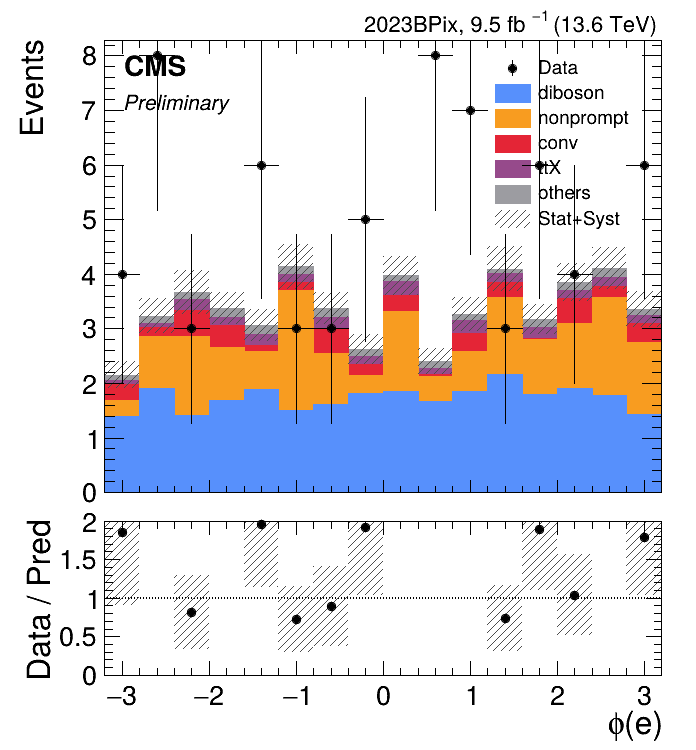 2023BPix, 9.5 fb⁻¹ (13.6 TeV)
Events
8
7
6
5
4
3
2
1
0
CMS
Preliminary
Data
diboson
nonprompt
conv
ttX
others
Stat+Syst
Data / Pred
2
1.5
1
0.5
0
−3 −2 −1 0 1 2 3
ϕ(e)